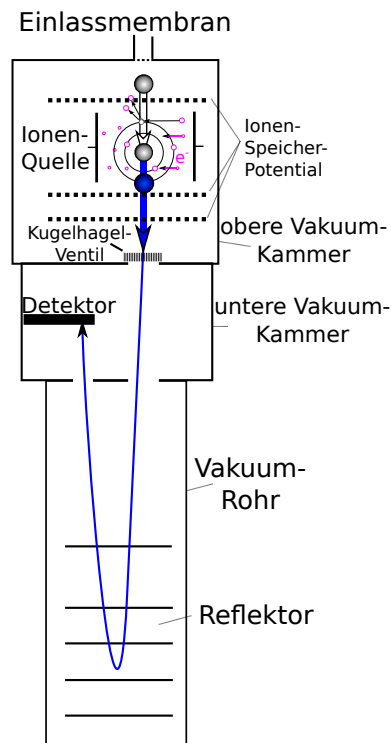 Einlassmembran
Ionen-
Quelle
e-
Ionen-
Speicher-
Potential
Kugelhagel-
Ventil
obere Vakuum-
Kammer
Detektor
untere Vakuum-
Kammer
Vakuum-
Rohr
Reflektor